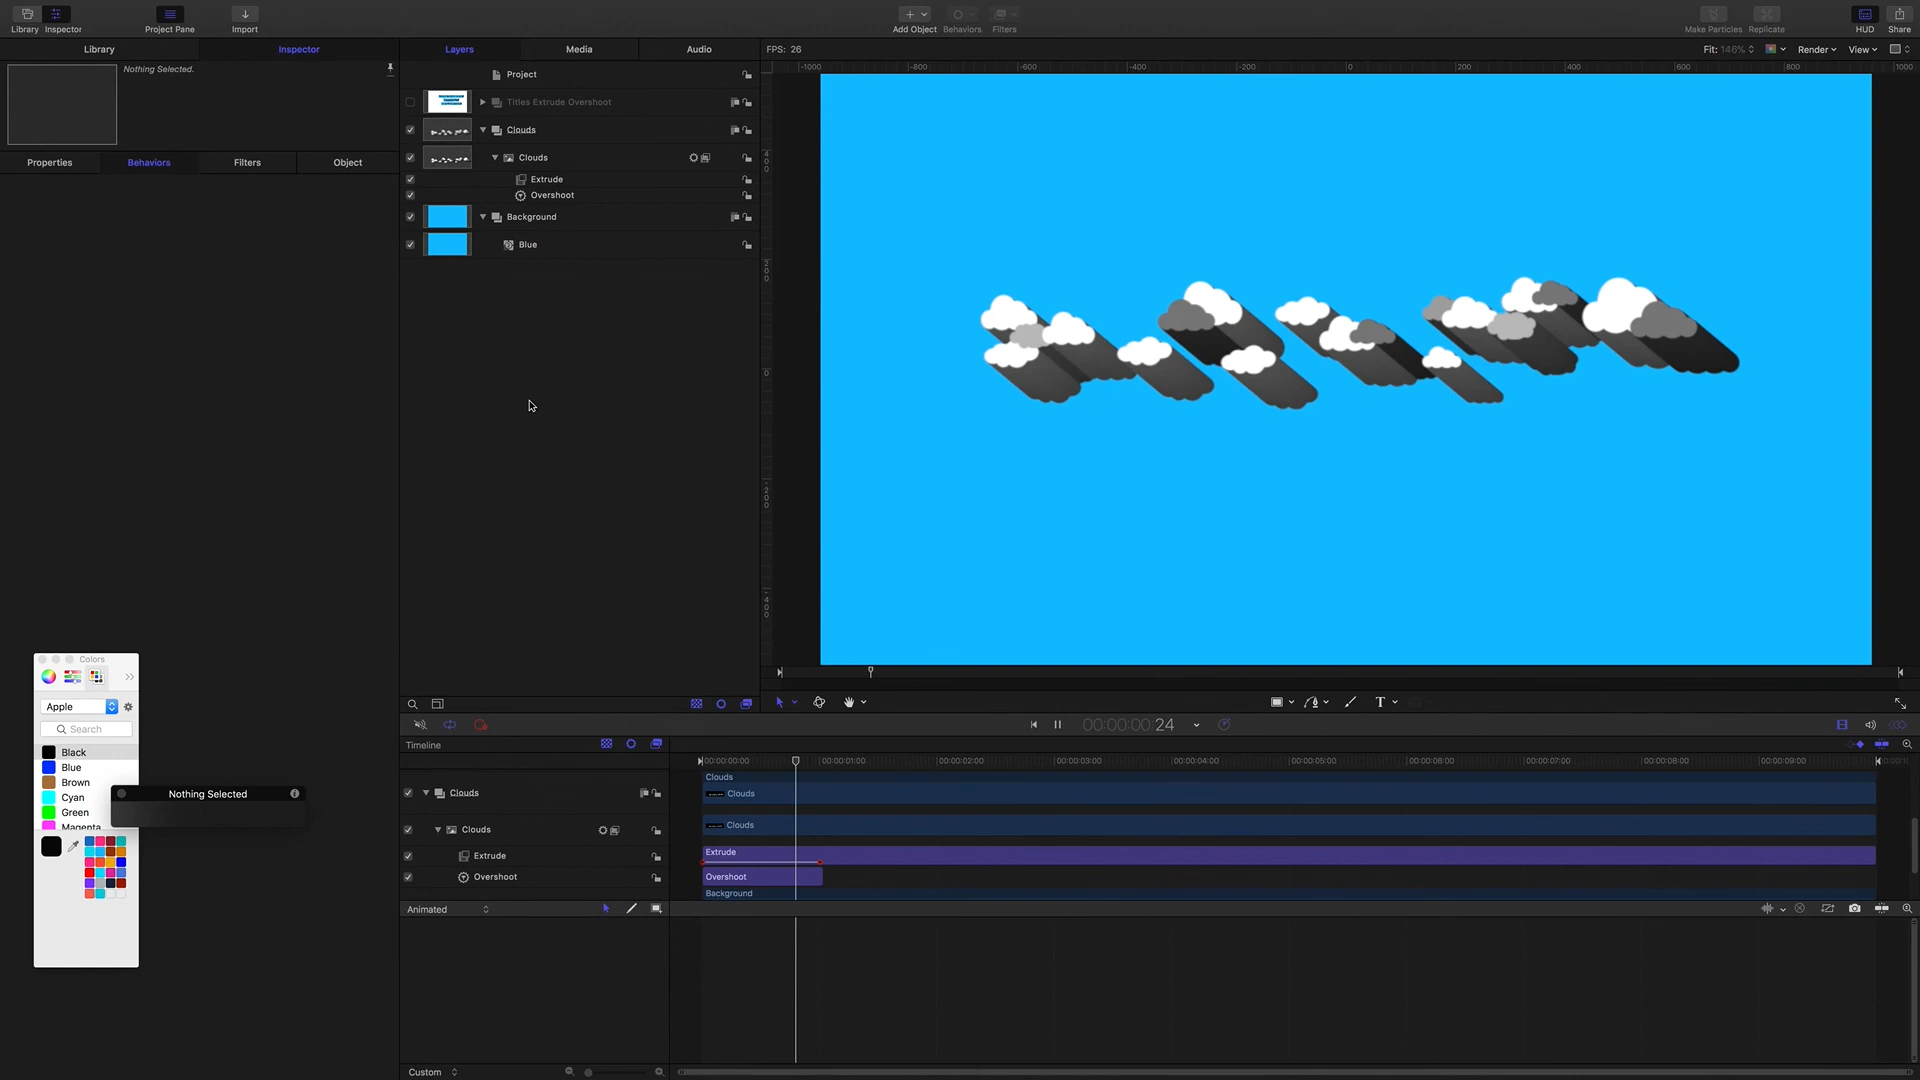 Library
Inspector
Project Pane
Import
Add Object
Behaviors
Filters
Make Particles
Replicate
HUD
Share
Library
Inspector
Layers
Media
Audio
FPS: 26
Fit: 146%
Render
View
Nothing Selected.
Properties
Behaviors
Filters
Object
Project
Titles Extrude Overshoot
Clouds
Clouds
Extrude
Overshoot
Background
Blue
-1000
-800
-600
-400
-200
0
200
400
600
800
1000
400
200
0
-200
-400
Colors
Apple
Search
Black
Blue
Brown
Cyan
Green
Magenta
Nothing Selected
00:00:00:24
T
Timeline
00:00:00:00
00:00:01:00
00:00:02:00
00:00:03:00
00:00:04:00
00:00:05:00
00:00:06:00
00:00:07:00
00:00:08:00
00:00:09:00
Clouds
Clouds
Clouds
Clouds
Clouds
Extrude
Extrude
Overshoot
Overshoot
Background
Animated
Custom